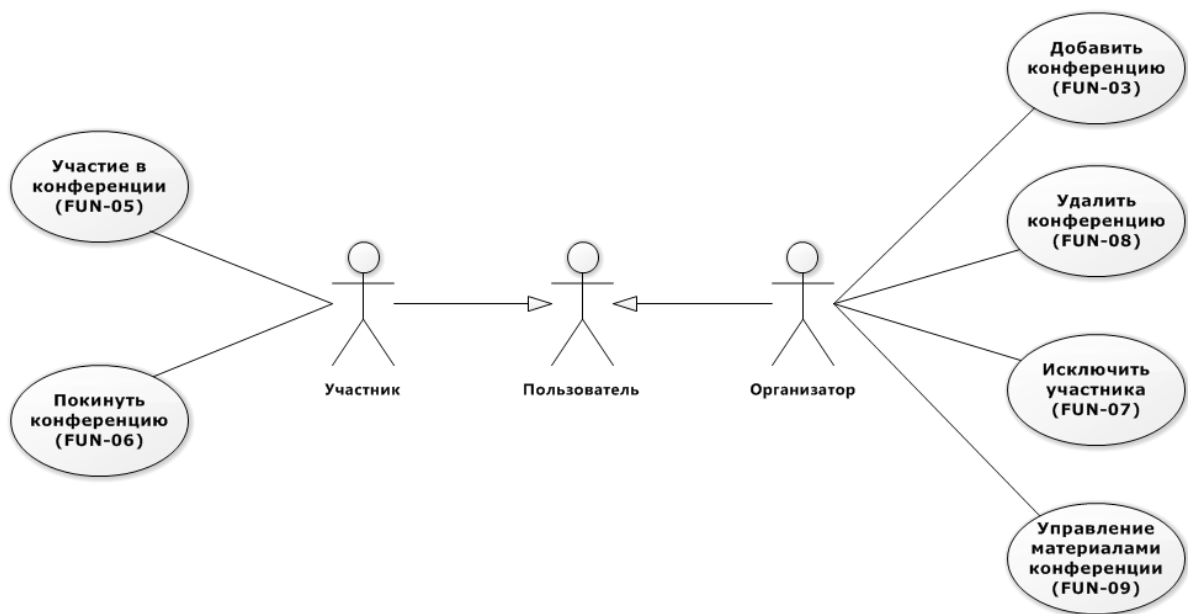 Добавить
конференцию
(FUN-03)
Участие в
конференции
(FUN-05)
Удалить
конференцию
(FUN-08)
Участник
Пользователь
Организатор
Покинуть
конференцию
(FUN-06)
Исключить
участника
(FUN-07)
Управление
материалами
конференции
(FUN-09)